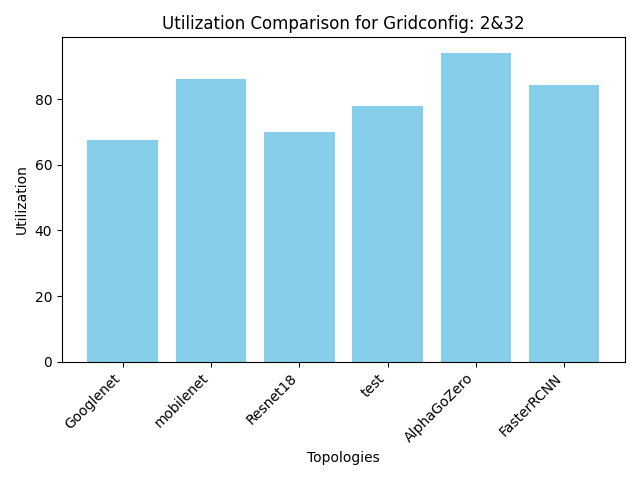 Utilization Comparison for Gridconfig: 2&32
80
60
40
20
0
Utilization
Googlenet
mobilenet
Resnet18
test
AlphaGoZero
FasterRCNN
Topologies